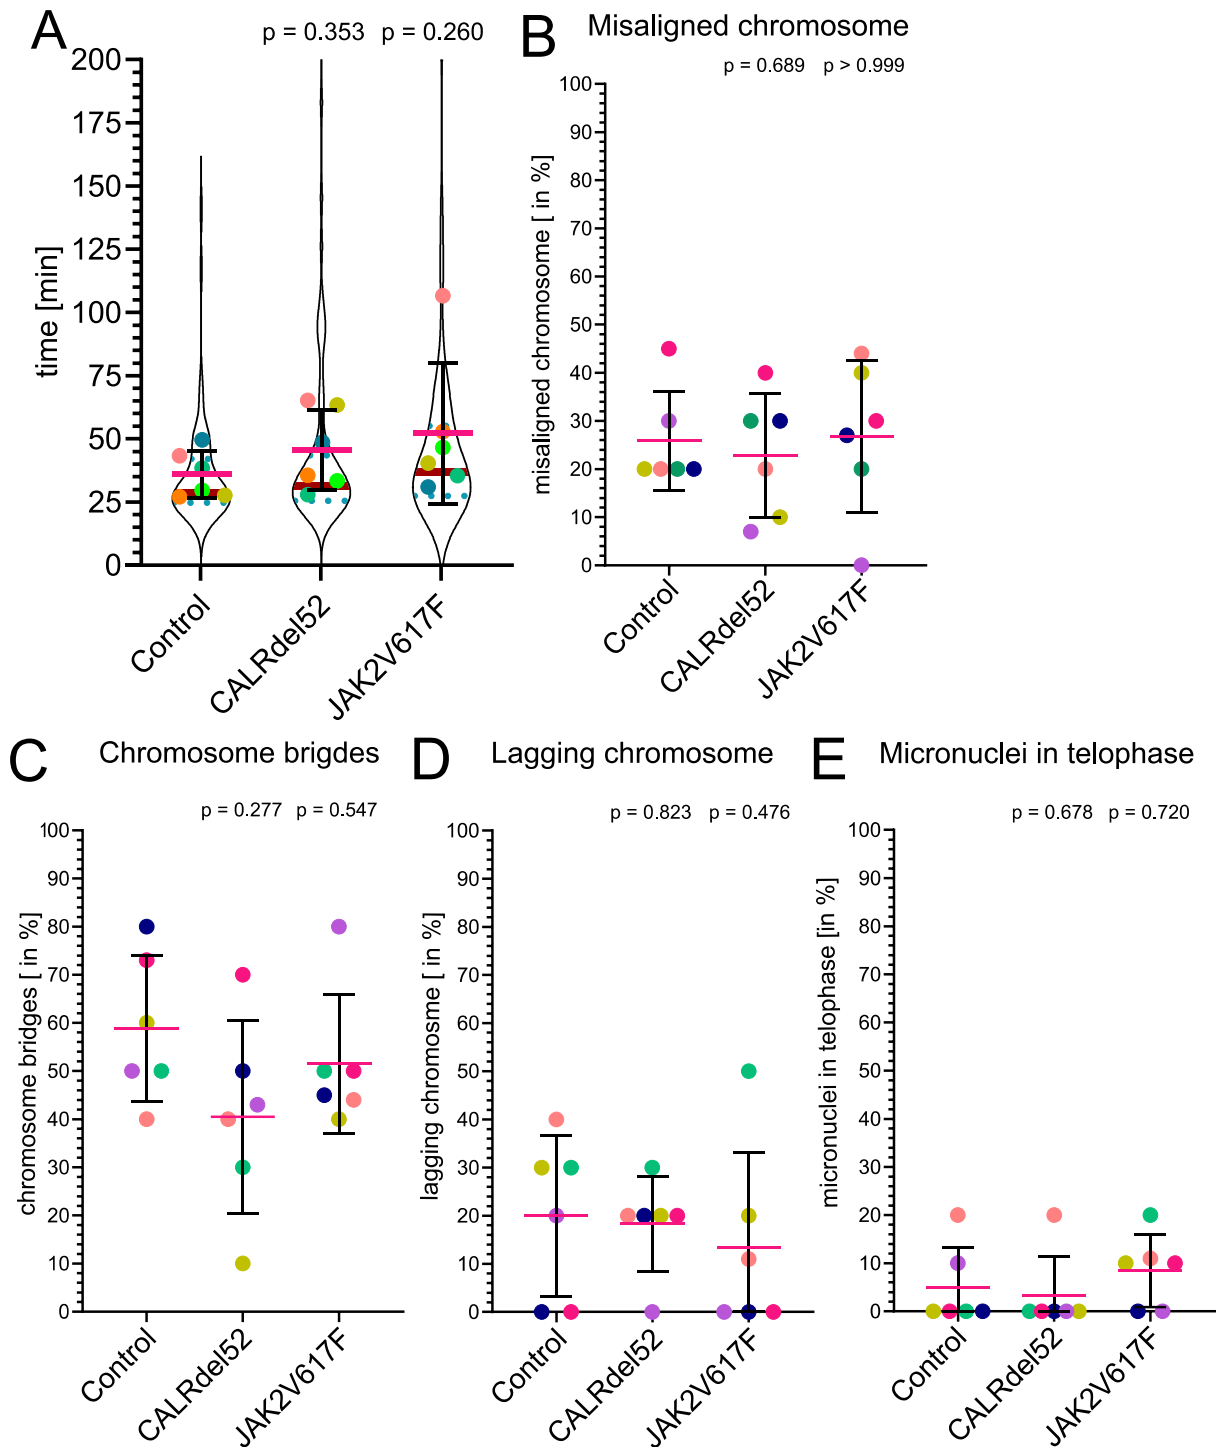 A
p = 0.353 p = 0.260
200
175
150
125
100
75
50
25
0
time [min]
Control
CALRdel52
JAK2V617F
B
Misaligned chromosome
p = 0.689 p > 0.999
100
90
80
70
60
50
40
30
20
10
0
misaligned chromosome [ in %]
Control
CALRdel52
JAK2V617F
C
Chromosome brigdes
p = 0.277 p = 0.547
100
90
80
70
60
50
40
30
20
10
0
chromosome bridges [ in %]
Control
CALRdel52
JAK2V617F
D
Lagging chromosome
p = 0.823 p = 0.476
100
90
80
70
60
50
40
30
20
10
0
lagging chromosme [ in %]
Control
CALRdel52
JAK2V617F
E
Micronuclei in telophase
p = 0.678 p = 0.720
100
90
80
70
60
50
40
30
20
10
0
micronuclei in telophase [in %]
Control
CALRdel52
JAK2V617F